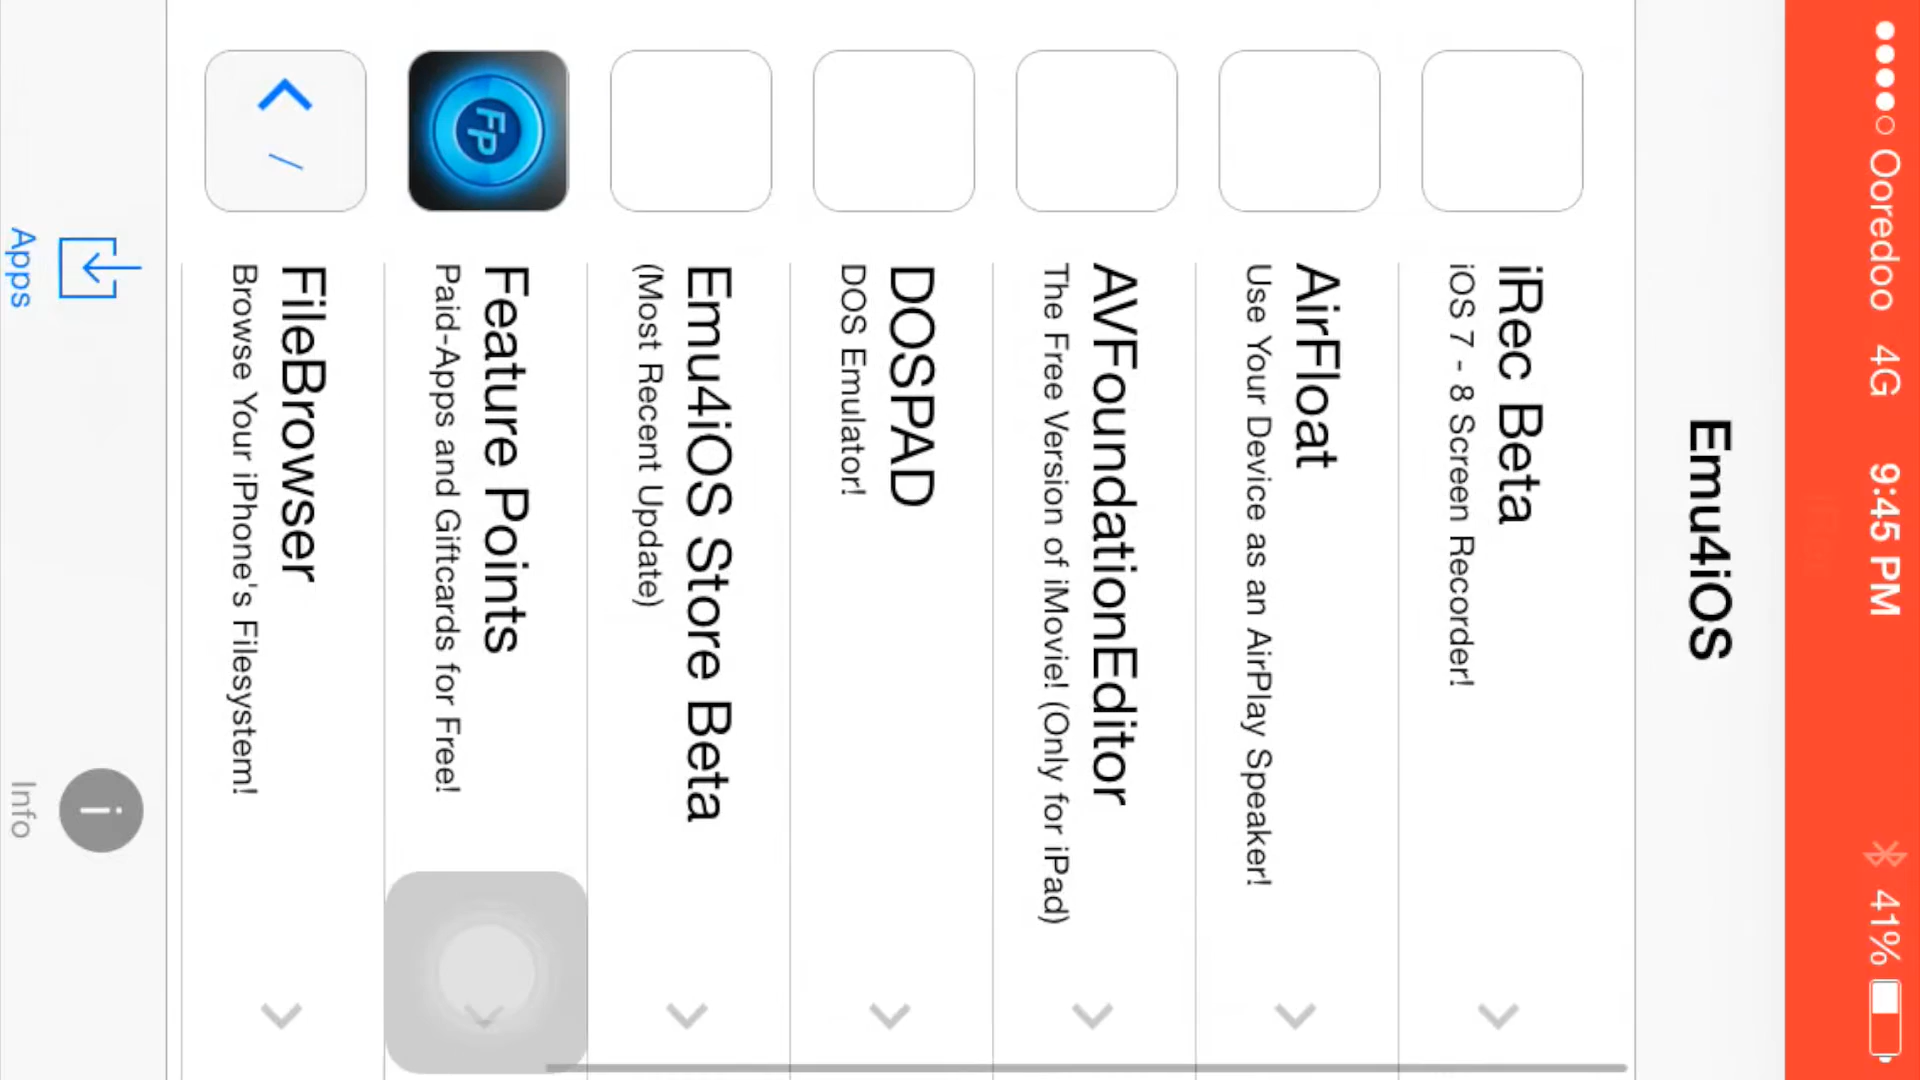 Ooredoo 4G 9:45 PM 41%
Emu4iOS
iRec Beta
iOS 7 - 8 Screen Recorder!
AirFloat
Use Your Device as an AirPlay Speaker!
AVFoundationEditor
The Free Version of iMovie! (Only for iPad)
DOSPAD
DOS Emulator!
Emu4iOS Store Beta
(Most Recent Update)
FP
Feature Points
Paid-Apps and Giftcards for Free!
/
FileBrowser
Browse Your iPhone's Filesystem!
Apps
Info